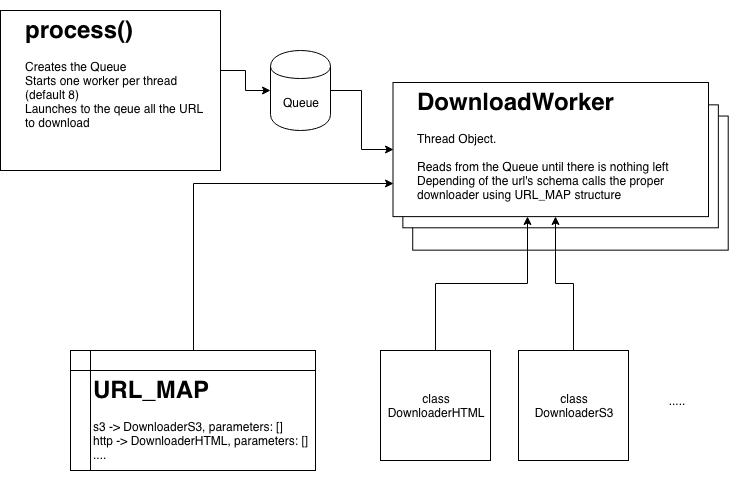 process()
Creates the Queue
Starts one worker per thread
(default 8)
Launches to the qeue all the URL
to download
Queue
DownloadWorker
Thread Object.
Reads from the Queue until there is nothing left
Depending of the url's schema calls the proper
downloader using URL_MAP structure
URL_MAP
s3 -> DownloaderS3, parameters: []
http -> DownloaderHTML, parameters: []
....
class
DownloaderHTML
class
DownloaderS3
.....